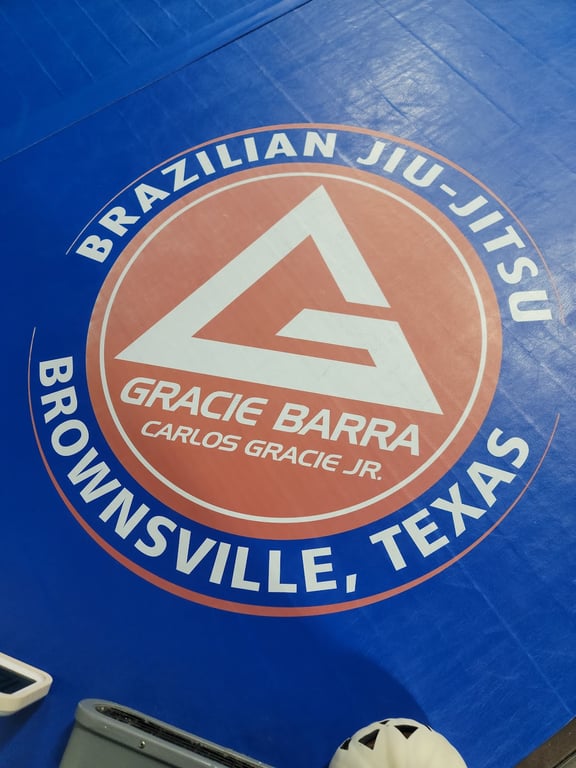 BRAZILIAN JIU-JITSU
GRACIE BARRA
CARLOS GRACIE JR.
BROWNSVILLE, TEXAS